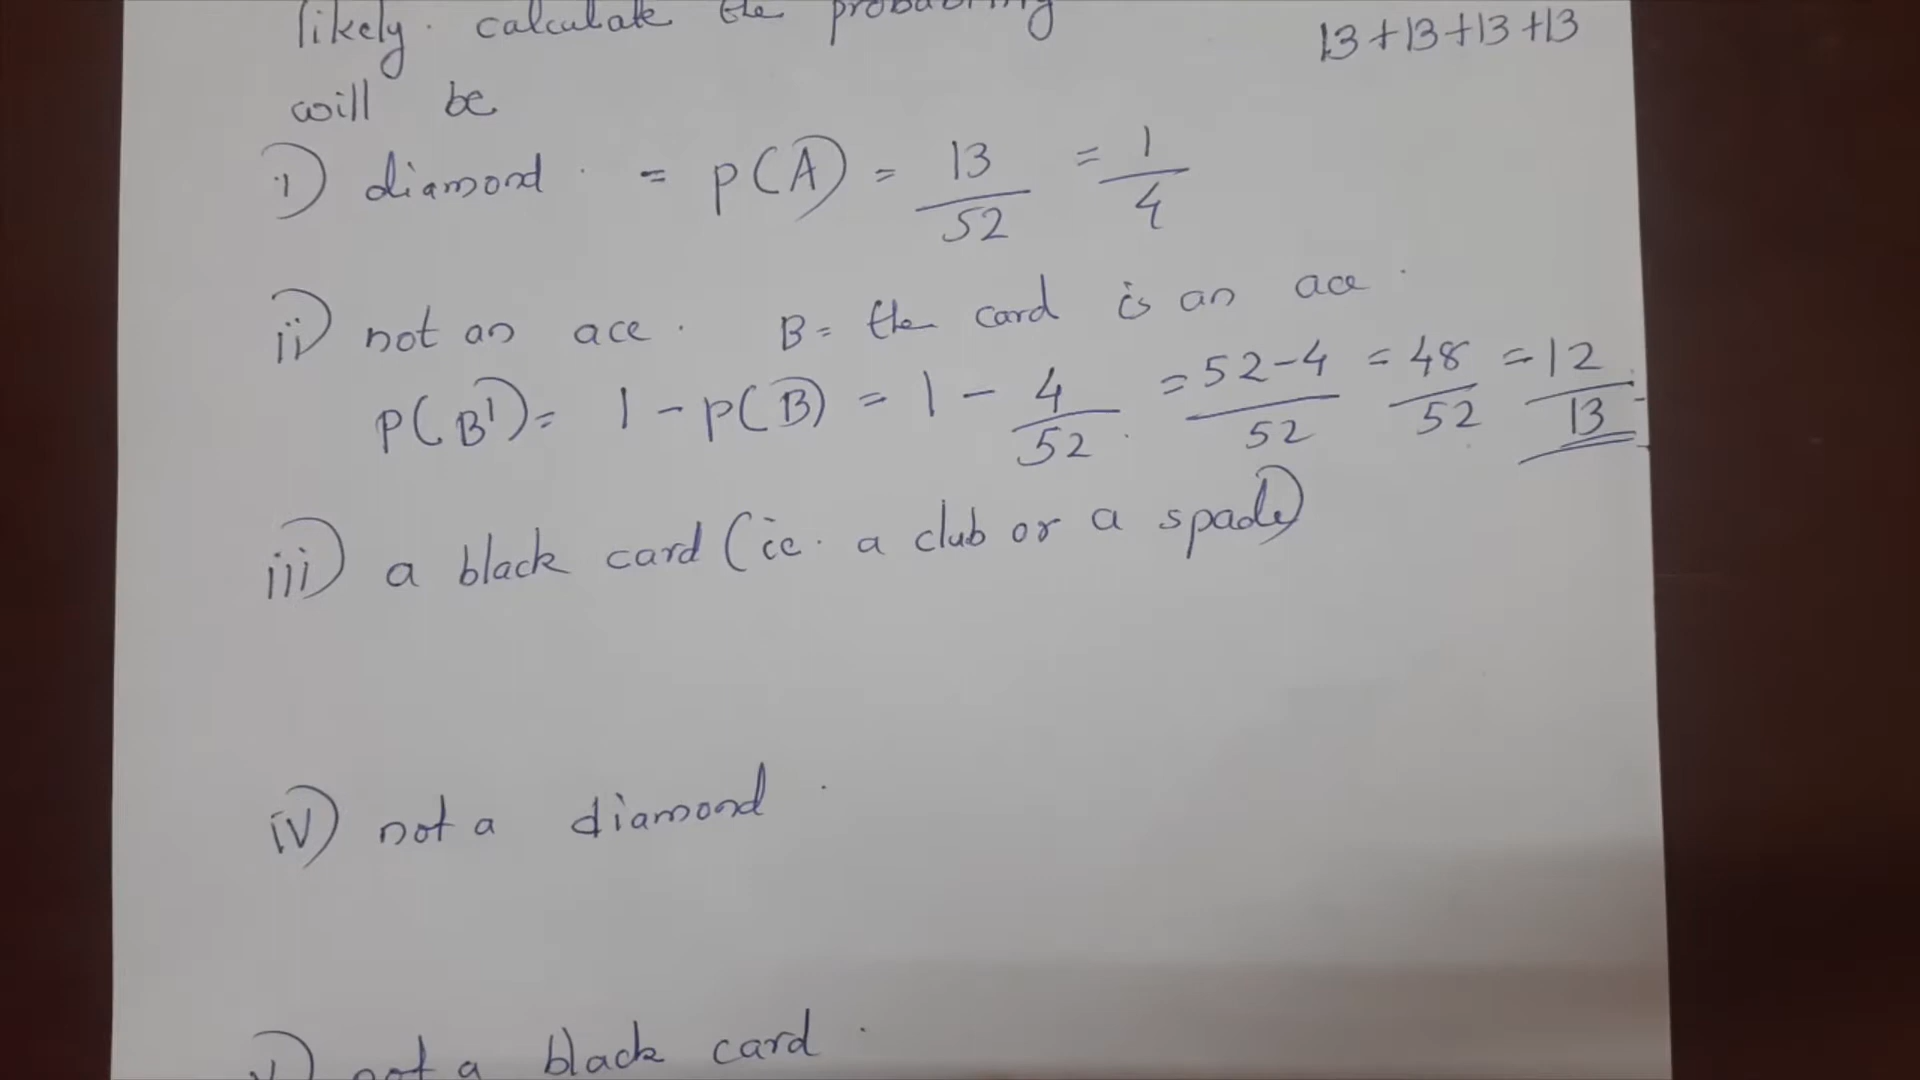 likely. calculate the probability
13+13+13+13
will be
i) diamond. = P(A) = 13/52 = 1/4
ii) not an ace. B= the card is an ace.
P(B')= 1-P(B) = 1 - 4/52 = 52-4/52 = 48/52 = 12/13
iii) a black card (ie. a club or a spade)
iv) not a diamond.
v) not a black card.